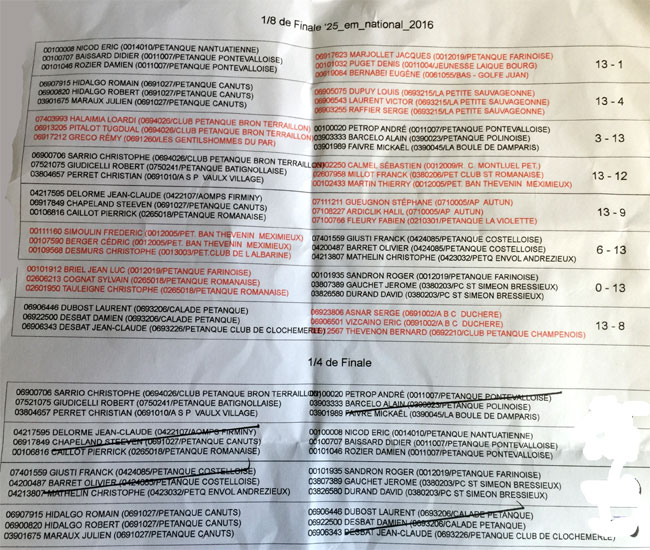 1/8 de Finale '25_em_national_2016
00100008 NICOD ERIC (0014010/PETANQUE NANTUATIENNE) 06917623 MARJOLLET JACQUES (0012019/PETANQUE FARINOISE)
00100707 BAISSARD DIDIER (0011007/PETANQUE PONTEVALLOISE) 00101032 PUGET DENIS (0011004/JEUNESSE LAIQUE BOURG) 13 - 1
00101046 ROZIER DAMIEN (0011007/PETANQUE PONTEVALLOISE) BERNABEI EUGÈNE (0061055/BAS - GOLFE JUAN)
06907915 HIDALGO ROMAIN (0691027/PETANQUE CANUTS) 06905075 DUPUY LOUIS (0693215/LA PETITE SAUVAGEONNE)
06900820 HIDALGO ROBERT (0691027/PETANQUE CANUTS) 06906543 LAURENT VICTOR (0693215/LA PETITE SAUVAGEONNE) 13 - 4
03901675 MARAUX JULIEN (0691027/PETANQUE CANUTS) 06903255 RAFFIER SERGE (0693215/LA PETITE SAUVAGEONNE)
07403993 HALAIMIA LOARDI (0694026/CLUB PETANQUE BRON TERRAILLON) 00100020 PETROP ANDRÉ (0011007/PETANQUE PONTEVALLOISE)
06913205 PITALOT TUGDUAL (0694026/CLUB PETANQUE BRON TERRAILLON) 03903333 BARCELO ALAIN (0390023/PETANQUE POLINOISE) 3 - 13
06917212 GRECO RÉMY (0691260/LES GENTILSHOMMES DU PAR) 03901989 FAIVRE MICKAËL (0390045/LA BOULE DE DAMPARIS)
06900706 SARRIO CHRISTOPHE (0694026/CLUB PETANQUE BRON TERRAILLON) CALMEL SÉBASTIEN (0012009/R. C. MONTLUEL PET.)
07521075 GIUDICELLI ROBERT (0750241/PETANQUE BATIGNOLLAISE) 02607958 MILLOT FRANCK (0380206/PET.CLUB ST ROMANAISE) 13 - 12
03804657 PERRET CHRISTIAN (0691010/A S P VAULX VILLAGE) 00102433 MARTIN THIERRY (0012005/PET. BAN THEVENIN MEXIMIEUX)
04217595 DELORME JEAN-CLAUDE (0422107/AOMPS FIRMINY) 07111211 GUEUGNON STÉPHANE (0710005/AP AUTUN)
06917849 CHAPELAND STEEVEN (0691027/PETANQUE CANUTS) 07108227 ARDICLIK HALIL (0710005/AP AUTUN) 13 - 9
00106816 CAILLOT PIERRICK (0265018/PETANQUE ROMANAISE) 07100766 FLEURY FABIEN (0210301/PETANQUE LA VIOLETTE)
00111160 SIMOULIN FREDERIC (0012005/PET. BAN THEVENIN MEXIMIEUX) 07401559 GIUSTI FRANCK (0424085/PETANQUE COSTELLOISE)
00107590 BERGER CÉDRIC (0012005/PET. BAN THEVENIN MEXIMIEUX) 04200487 BARRET OLIVIER (0424085/PETANQUE COSTELLOISE) 6 - 13
00109568 DESMURS CHRISTOPHE (0013003/PET.CLUB DE L'ALBARINE) 04213807 MATHELIN CHRISTOPHE (0423032/PETQ ENVOLANDREZIEUX)
00101912 BRIEL JEAN LUC (0012019/PETANQUE FARINOISE) 00101935 SANDRON ROGER (0012019/PETANQUE FARINOISE)
02606213 COGNAT SYLVAIN (0265018/PETANQUE ROMANAISE) 03807389 GAUCHET JEROME (0380203/PC ST SIMEON BRESSIEUX) 0 - 13
02601950 TAULEIGNE CHRISTOPHE (0265018/PETANQUE ROMANAISE) 03826580 DURAND DAVID (0380203/PC ST SIMEON BRESSIEUX)
06906446 DUBOST LAURENT (0693206/CALADE PETANQUE) 06923806 ASNAR SERGE (0691002/A B C DUCHERE)
06922500 DESBAT DAMIEN (0693206/CALADE PETANQUE) 06906501 VIZCAINO ERIC (0691002/A B C DUCHERE) 13 - 8
06906343 DESBAT JEAN-CLAUDE (0693226/PETANQUE CLUB DE CLOCHEMERLE) THEVENON BERNARD (0692210/CLUB PETANQUE CHAMPENOIS)
1/4 de Finale
06900706 SARRIO CHRISTOPHE (0694026/CLUB PETANQUE BRON TERRAILLON) 00100020 PETROP ANDRÉ (0011007/PETANQUE PONTEVALLOISE)
07521075 GIUDICELLI ROBERT (0750241/PETANQUE BATIGNOLLAISE) 03903333 BARCELO ALAIN (0390023/PETANQUE POLINOISE)
03804657 PERRET CHRISTIAN (0691010/A S P VAULX VILLAGE) 03901989 FAIVRE MICKAËL (0390045/LA BOULE DE DAMPARIS)
04217595 DELORME JEAN-CLAUDE (0422107/AOMPS FIRMINY) 00100008 NICOD ERIC (0014010/PETANQUE NANTUATIENNE)
06917849 CHAPELAND STEEVEN (0691027/PETANQUE CANUTS) 00100707 BAISSARD DIDIER (0011007/PETANQUE PONTEVALLOISE)
00106816 CAILLOT PIERRICK (0265018/PETANQUE ROMANAISE) 00101046 ROZIER DAMIEN (0011007/PETANQUE PONTEVALLOISE)
07401559 GIUSTI FRANCK (0424085/PETANQUE COSTELLOISE) 00101935 SANDRON ROGER (0012019/PETANQUE FARINOISE)
04200487 BARRET OLIVIER (0424085/PETANQUE COSTELLOISE) 03807389 GAUCHET JEROME (0380203/PC ST SIMEON BRESSIEUX)
04213807 MATHELIN CHRISTOPHE (0423032/PETQ ENVOLANDREZIEUX) 03826580 DURAND DAVID (0380203/PC ST SIMEON BRESSIEUX)
06907915 HIDALGO ROMAIN (0691027/PETANQUE CANUTS) 06906446 DUBOST LAURENT (0693206/CALADE PETANQUE)
06900820 HIDALGO ROBERT (0691027/PETANQUE CANUTS) 06922500 DESBAT DAMIEN (0693206/CALADE PETANQUE)
03901675 MARAUX JULIEN (0691027/PETANQUE CANUTS) 06906343 DESBAT JEAN-CLAUDE (0693226/PETANQUE CLUB DE CLOCHEMERLE)